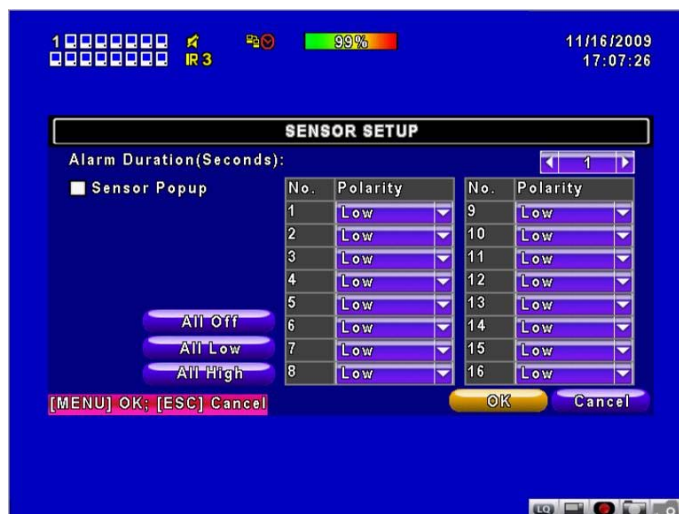 1
99%
11/16/2009
IR 3
17:07:26
SENSOR SETUP
Alarm Duration(Seconds):
1
Sensor Popup
No. Polarity No. Polarity
1 Low 9 Low
2 Low 10 Low
3 Low 11 Low
4 Low 12 Low
5 Low 13 Low
6 Low 14 Low
7 Low 15 Low
8 Low 16 Low
All Off
All Low
All High
[MENU] OK; [ESC] Cancel
OK
Cancel
LQ